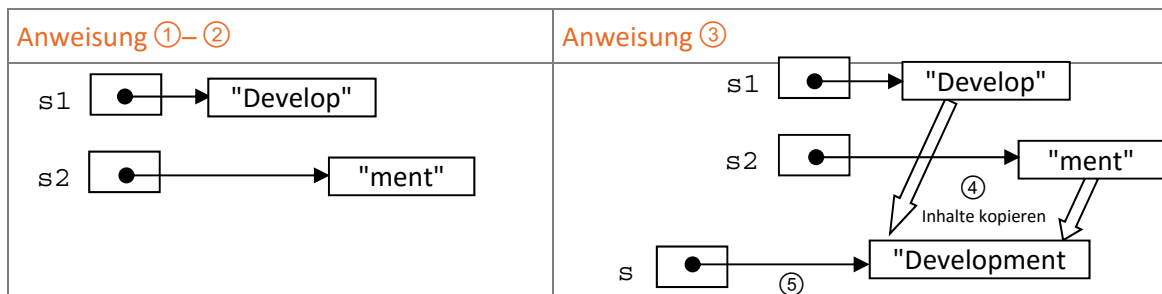 Anweisung ①– ②
Anweisung ③
s1 "Develop"
s2 "ment"
s1 "Develop"
s2 "ment"
④
Inhalte kopieren
s "Development
⑤